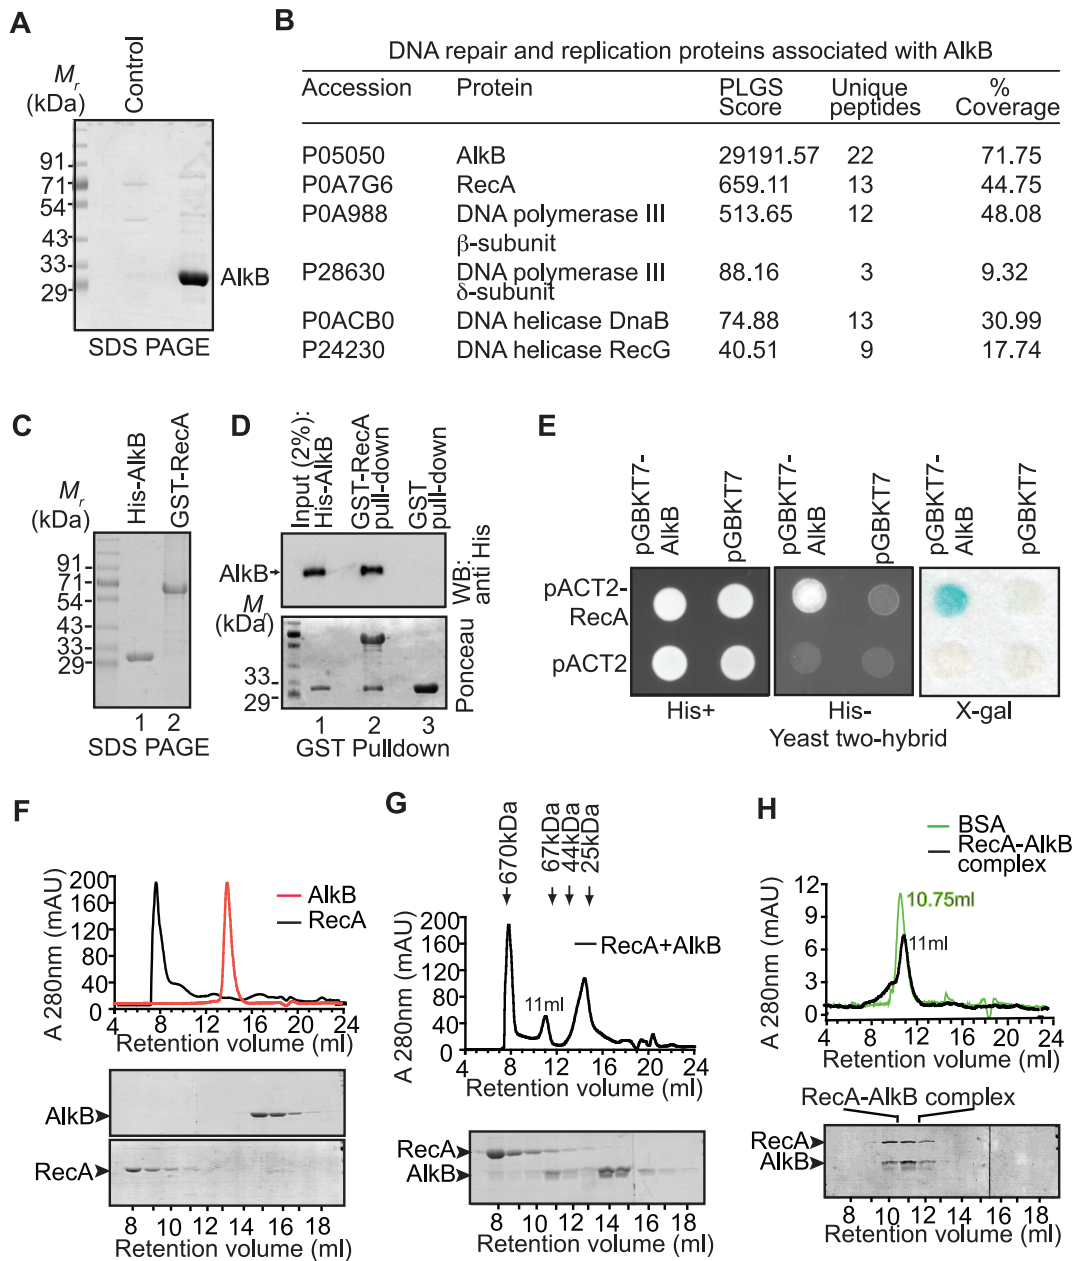 A
Mr
(kDa)
Control
91
71
54
43
33
29
AlkB
SDS PAGE
B
DNA repair and replication proteins associated with AlkB
Accession Protein PLGS Score Unique peptides % Coverage
P05050 AlkB 29191.57 22 71.75
P0A7G6 RecA 659.11 13 44.75
P0A988 DNA polymerase III β-subunit 513.65 12 48.08
P28630 DNA polymerase III δ-subunit 88.16 3 9.32
P0ACB0 DNA helicase DnaB 74.88 13 30.99
P24230 DNA helicase RecG 40.51 9 17.74
C
Mr
(kDa)
His-AlkB
GST-RecA
91
71
54
43
33
29
1 2
SDS PAGE
D
Input (2%):
His-AlkB
GST-RecA
pull-down
GST
pull-down
AlkB
WB:
anti His
M
(kDa)
33
29
Ponceau
1 2 3
GST Pulldown
E
pGBKT7-
AlkB
pGBKT7
pGBKT7-
AlkB
pGBKT7
pGBKT7-
AlkB
pGBKT7
pACT2-
RecA
pACT2
His+ His- X-gal
Yeast two-hybrid
F
A 280nm (mAU)
200
160
120
80
40
0
AlkB
RecA
4 8 12 16 20 24
Retention volume (ml)
AlkB
RecA
8 10 12 14 16 18
Retention volume (ml)
G
670kDa
67kDa
44kDa
25kDa
A 280nm (mAU)
200
160
120
80
40
0
RecA+AlkB
11ml
4 8 12 16 20 24
Retention volume (ml)
RecA
AlkB
8 10 12 14 16 18
Retention volume (ml)
H
BSA
RecA-AlkB
complex
A 280nm (mAU)
12
9
6
3
0
10.75ml
11ml
4 8 12 16 20 24
Retention volume (ml)
RecA-AlkB complex
RecA
AlkB
8 10 12 14 16 18
Retention volume (ml)